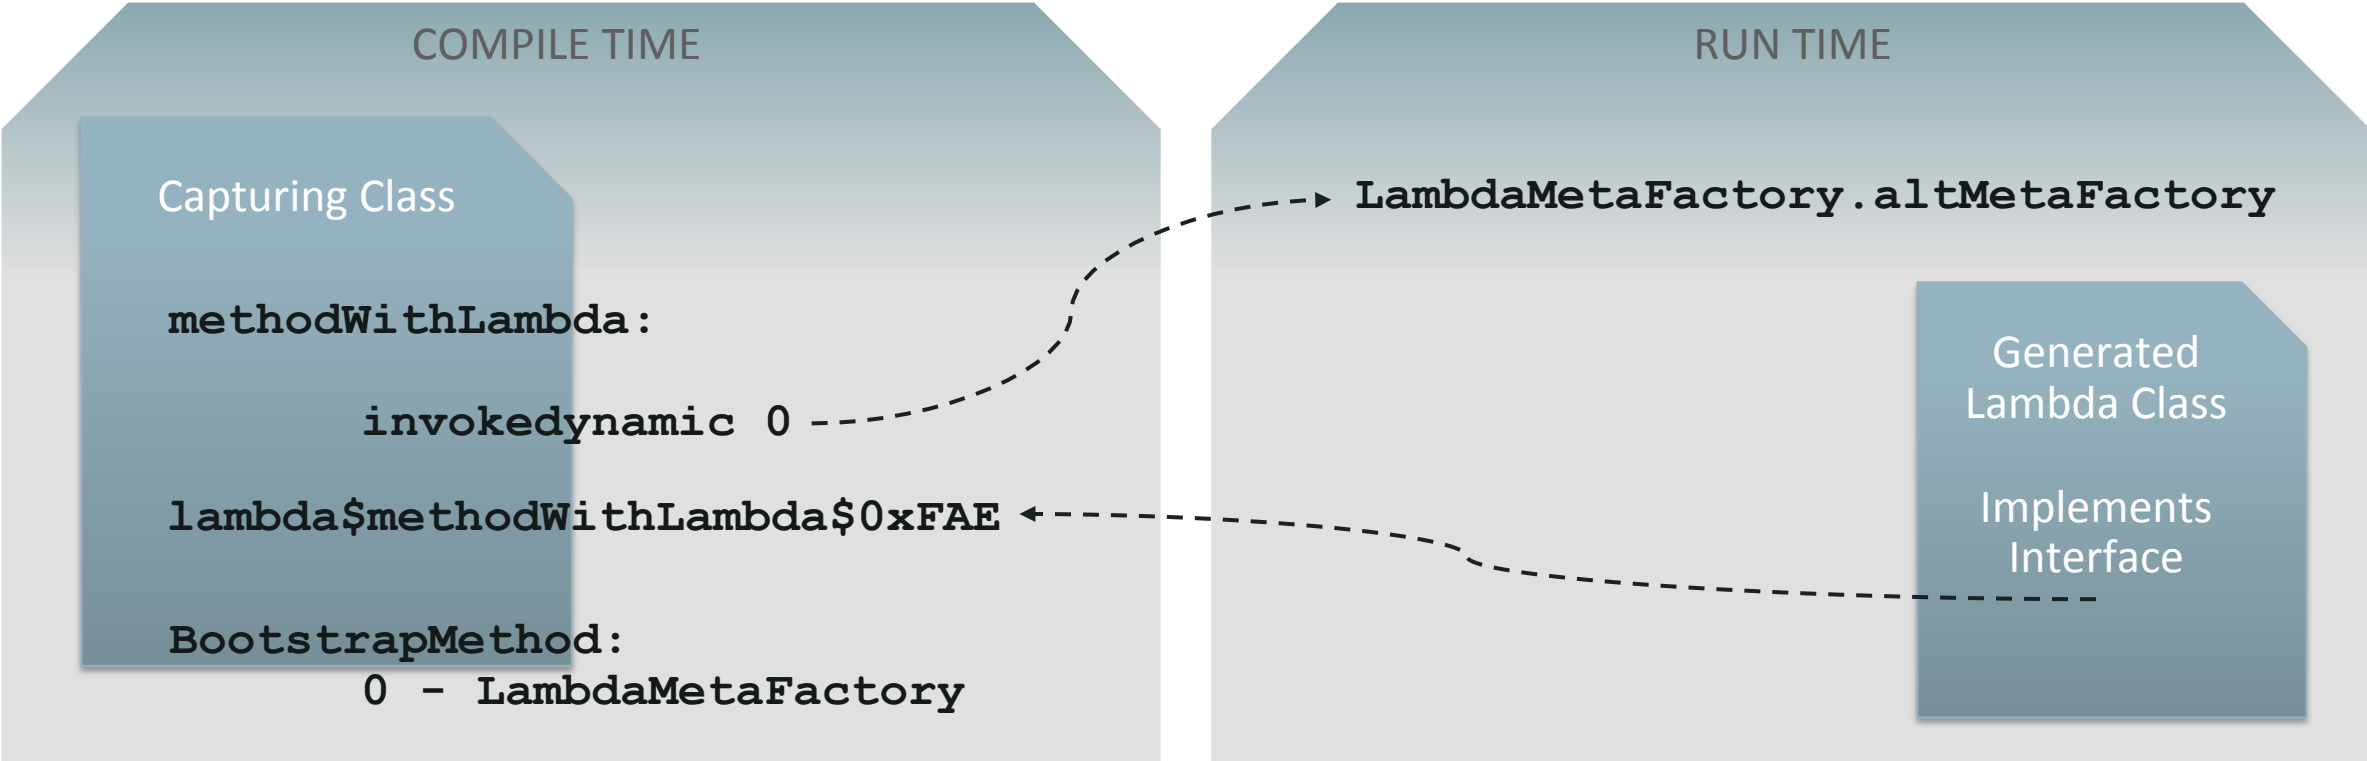 COMPILE TIME
Capturing Class
methodWithLambda:
invokedynamic 0
lambda$methodWithLambda$0xFAE
BootstrapMethod:
0 – LambdaMetaFactory
RUN TIME
LambdaMetaFactory.altMetaFactory
Generated
Lambda Class
Implements
Interface